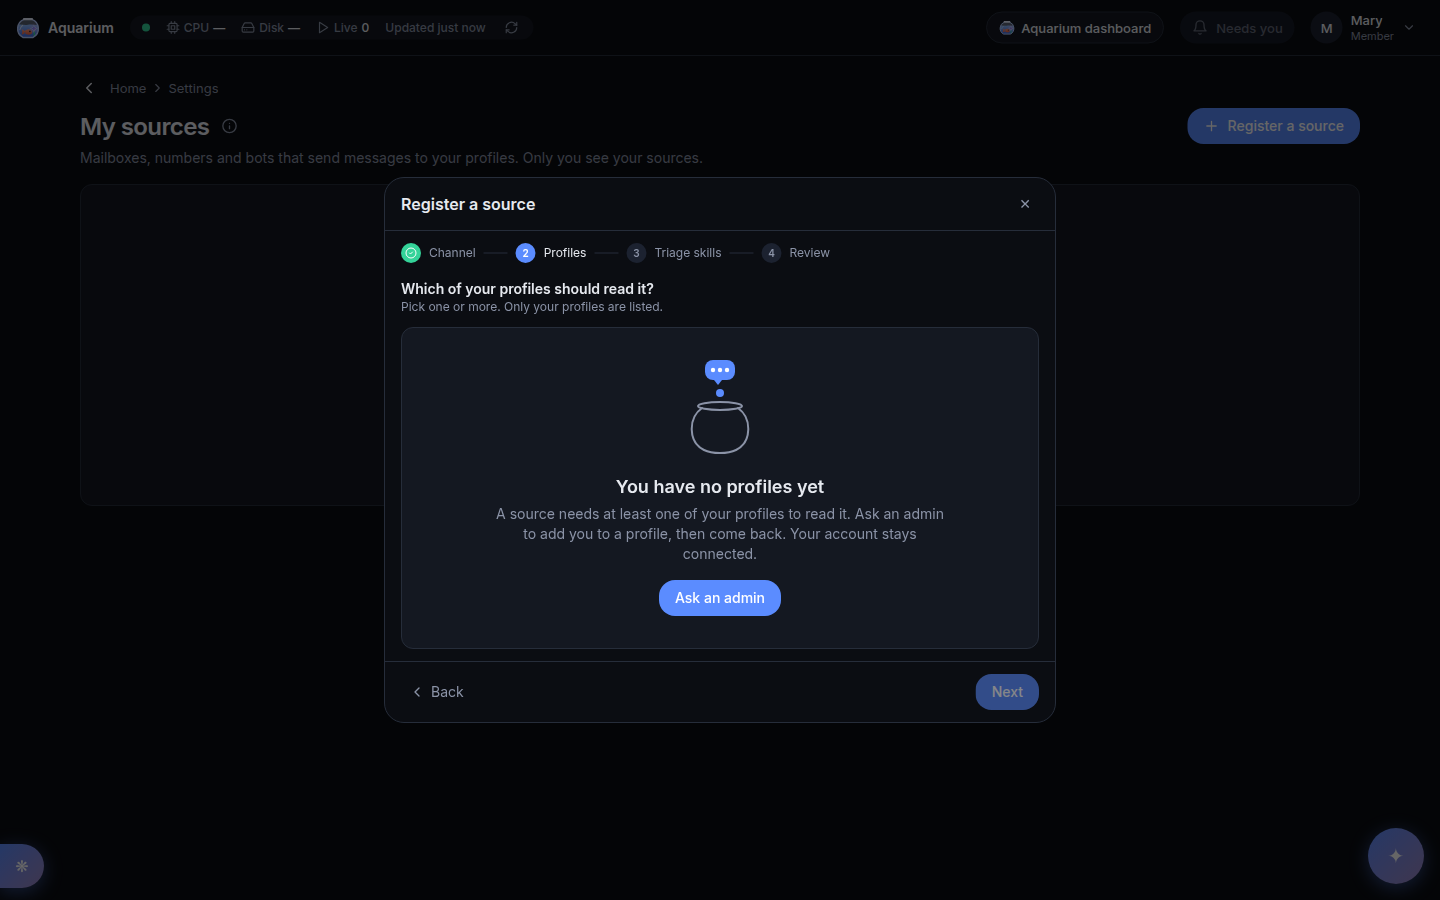 Aquarium
CPU —
Disk —
Live 0
Updated just now
Aquarium dashboard
Needs you
M
Mary
Member
Home
Settings
My sources
Register a source
Mailboxes, numbers and bots that send messages to your profiles. Only you see your sources.
Register a source
Channel
2
Profiles
3
Triage skills
4
Review
Which of your profiles should read it?
Pick one or more. Only your profiles are listed.
You have no profiles yet
A source needs at least one of your profiles to read it. Ask an admin
to add you to a profile, then come back. Your account stays
connected.
Ask an admin
Back
Next